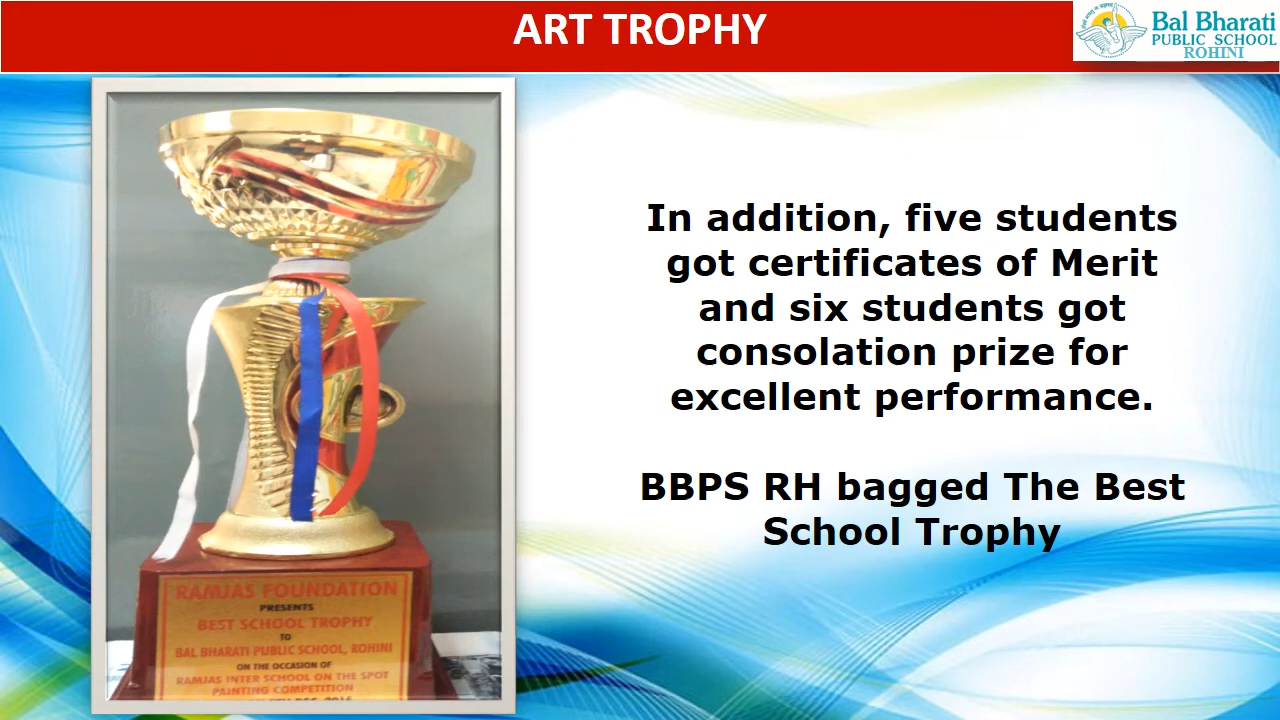 ART TROPHY
Bal Bharati
PUBLIC SCHOOL
ROHINI
In addition, five students
got certificates of Merit
and six students got
consolation prize for
excellent performance.
BBPS RH bagged The Best
School Trophy
RAMJAS FOUNDATION
PRESENTS
BEST SCHOOL TROPHY
TO
BAL BHARATI PUBLIC SCHOOL, ROHINI
ON THE OCCASION OF
RAMJAS INTER SCHOOL ON THE SPOT
PAINTING COMPETITION